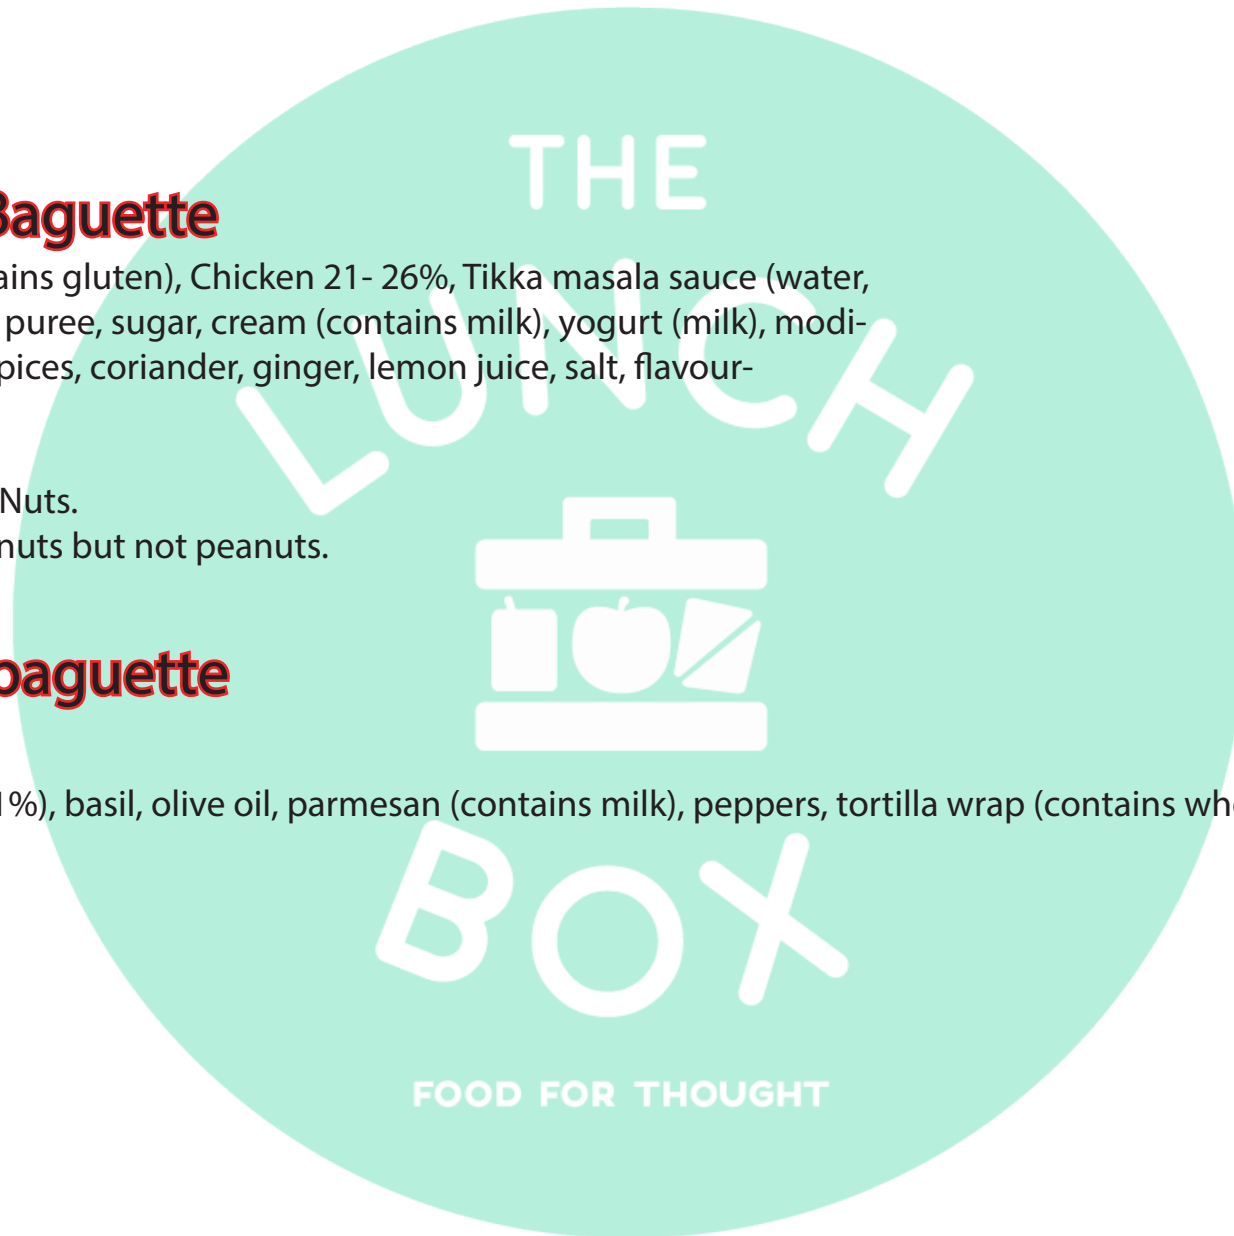 THE
Baguette
ains gluten), Chicken 21- 26%, Tikka masala sauce (water,
puree, sugar, cream (contains milk), yogurt (milk), modi-
pices, coriander, ginger, lemon juice, salt, flavour-
LUNCH
Nuts.
nuts but not peanuts.
baguette
1%), basil, olive oil, parmesan (contains milk), peppers, tortilla wrap (contains whe
BOX
FOOD FOR THOUGHT